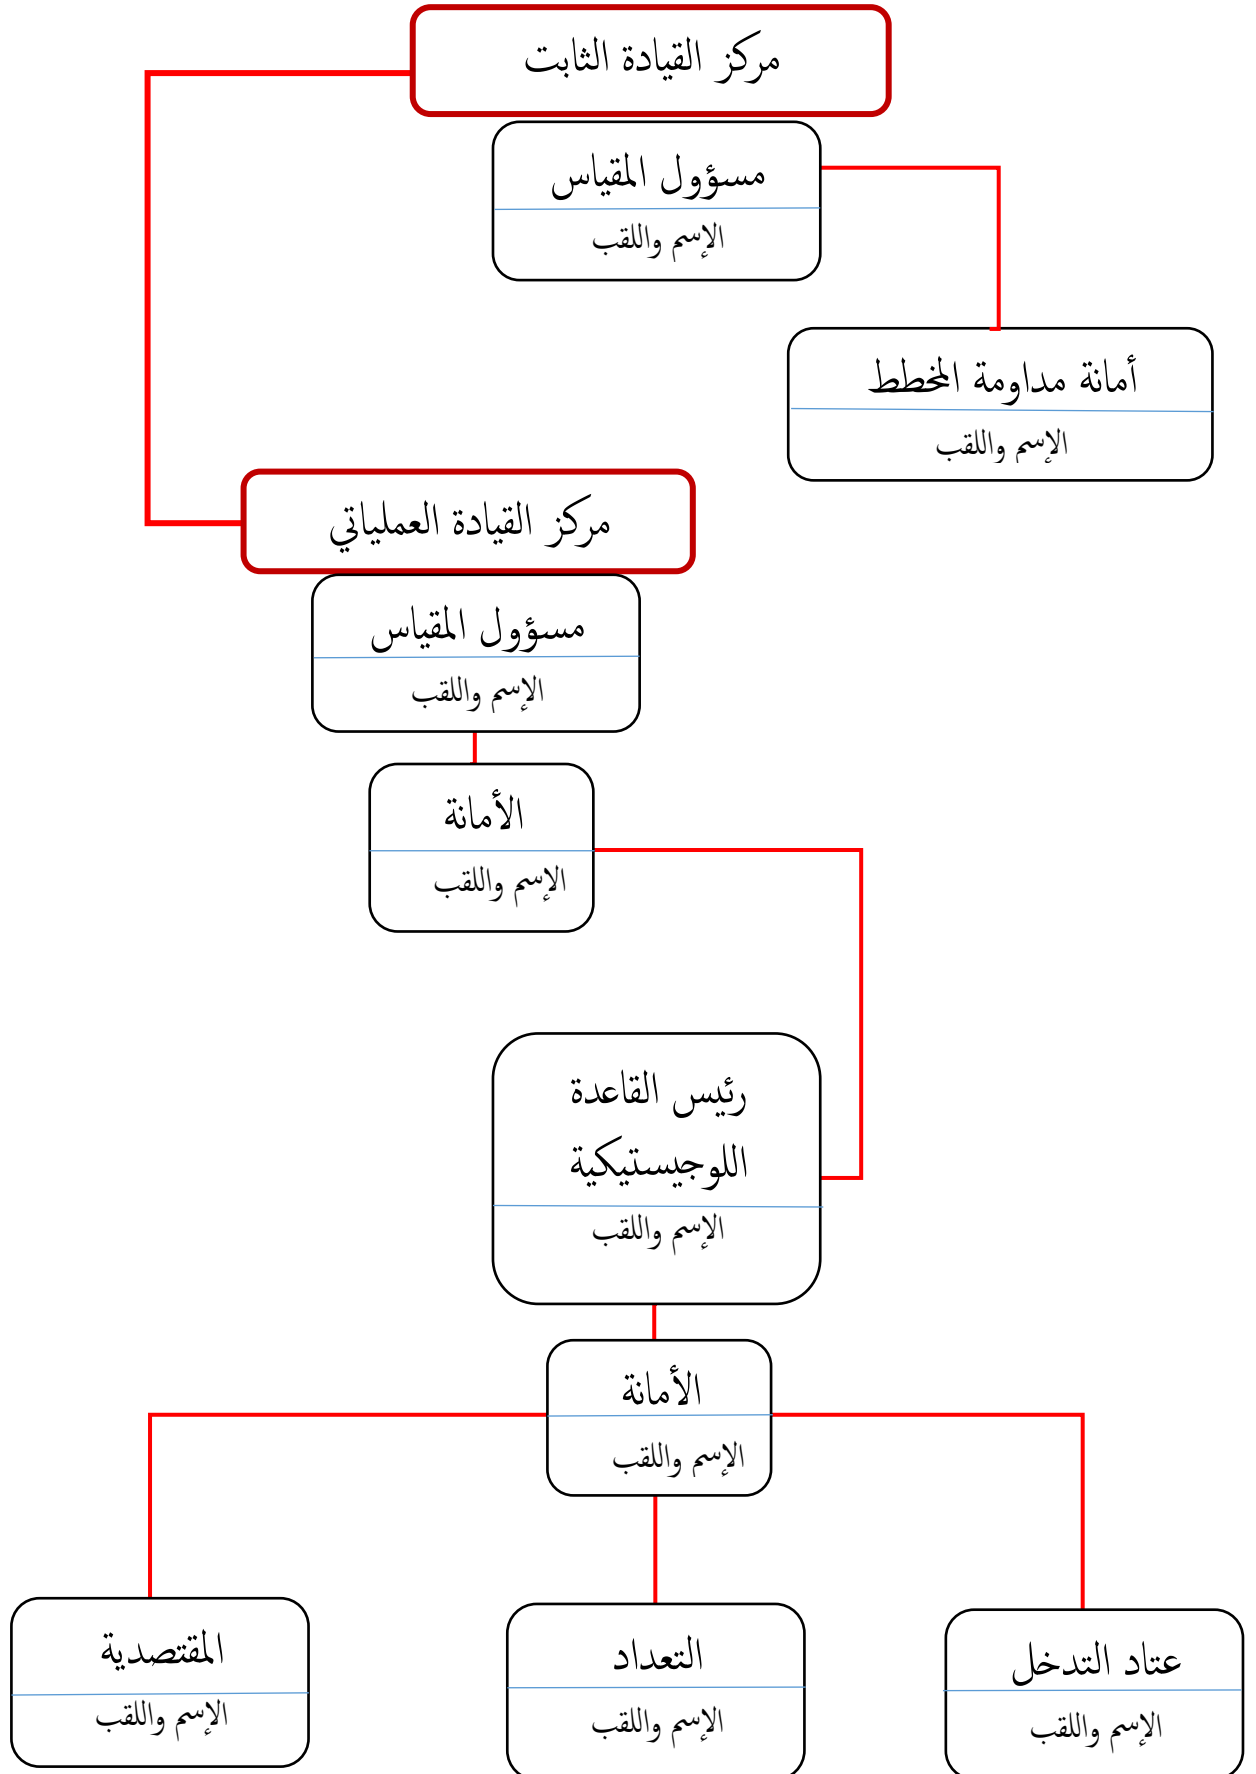 مركز القيادة الثابت
مسؤول المقياس
الإسم واللقب
أمانة مداومة المخطط
الإسم واللقب
مركز القيادة العملياتي
مسؤول المقياس
الإسم واللقب
الأمانة
الإسم واللقب
رئيس القاعدة
اللوجيستيكية
الإسم واللقب
الأمانة
الإسم واللقب
عتاد التدخل
الإسم واللقب
التعداد
الإسم واللقب
المقتصدية
الإسم واللقب